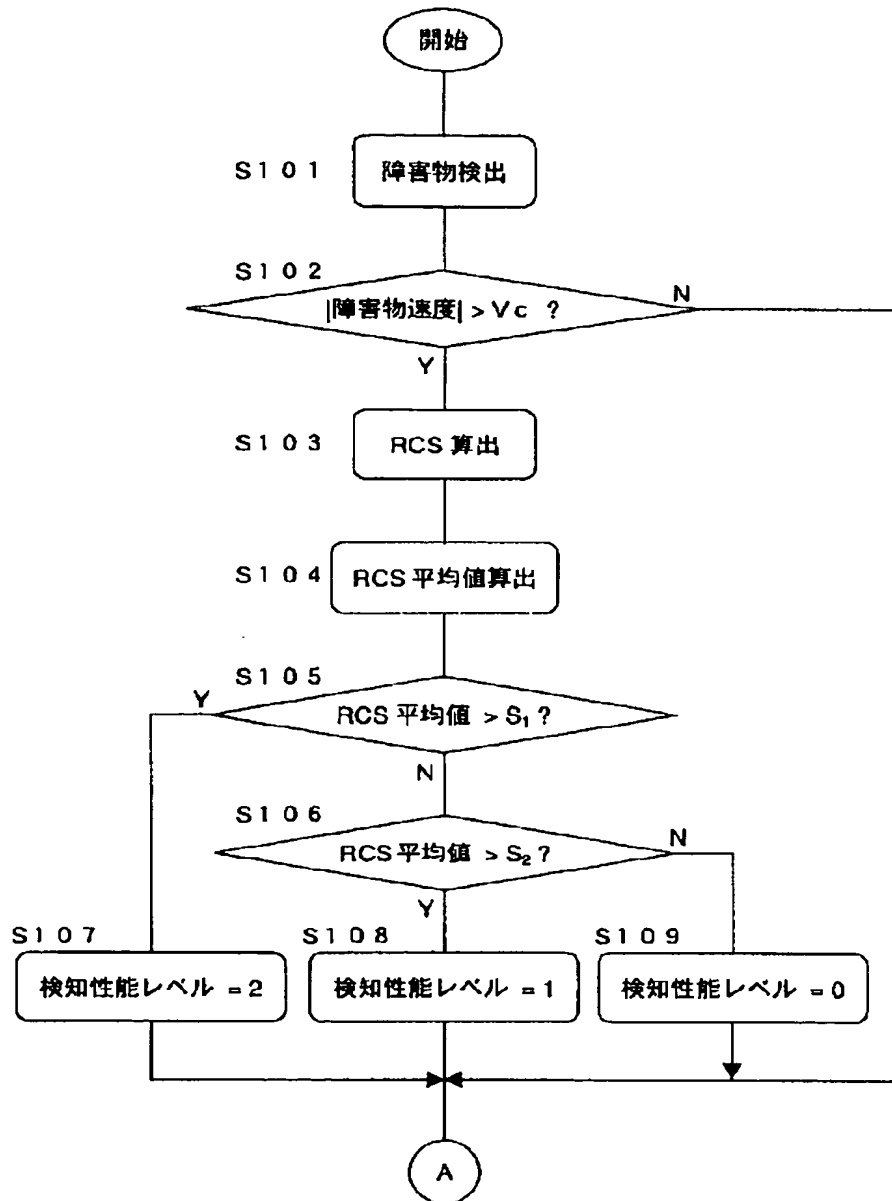 開始
S101
障害物検出
S102
|障害物速度| > Vc ?
N
Y
S103
RCS 算出
S104
RCS 平均値算出
S105
Y
RCS 平均値 > S₁ ?
N
S106
N
RCS 平均値 > S₂ ?
Y
S107
S108
S109
検知性能レベル = 2
検知性能レベル = 1
検知性能レベル = 0
A